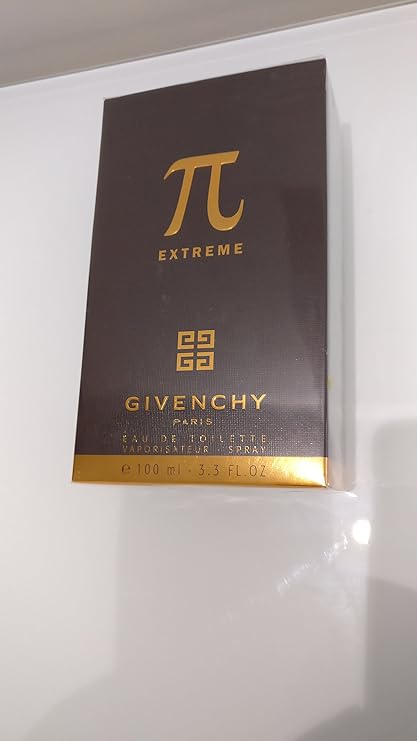 π
EXTREME
GIVENCHY
PARIS
EAU DE TOILETTE
VAPORISATEUR SPRAY
℮ 100 ml - 3.3 FL.OZ